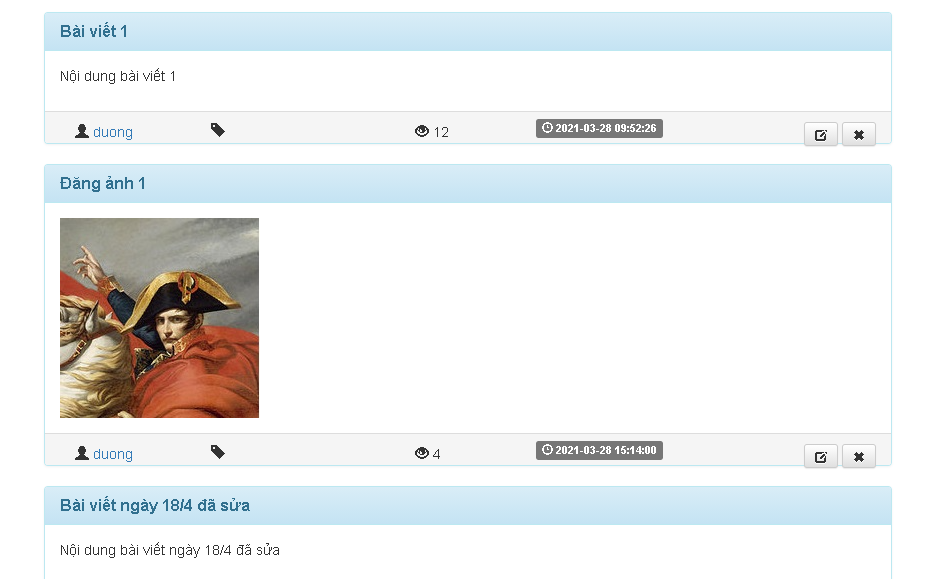 Bài viết 1
Nội dung bài viết 1
duong 12 2021-03-28 09:52:26
Đăng ảnh 1
duong 4 2021-03-28 15:14:00
Bài viết ngày 18/4 đã sửa
Nội dung bài viết ngày 18/4 đã sửa